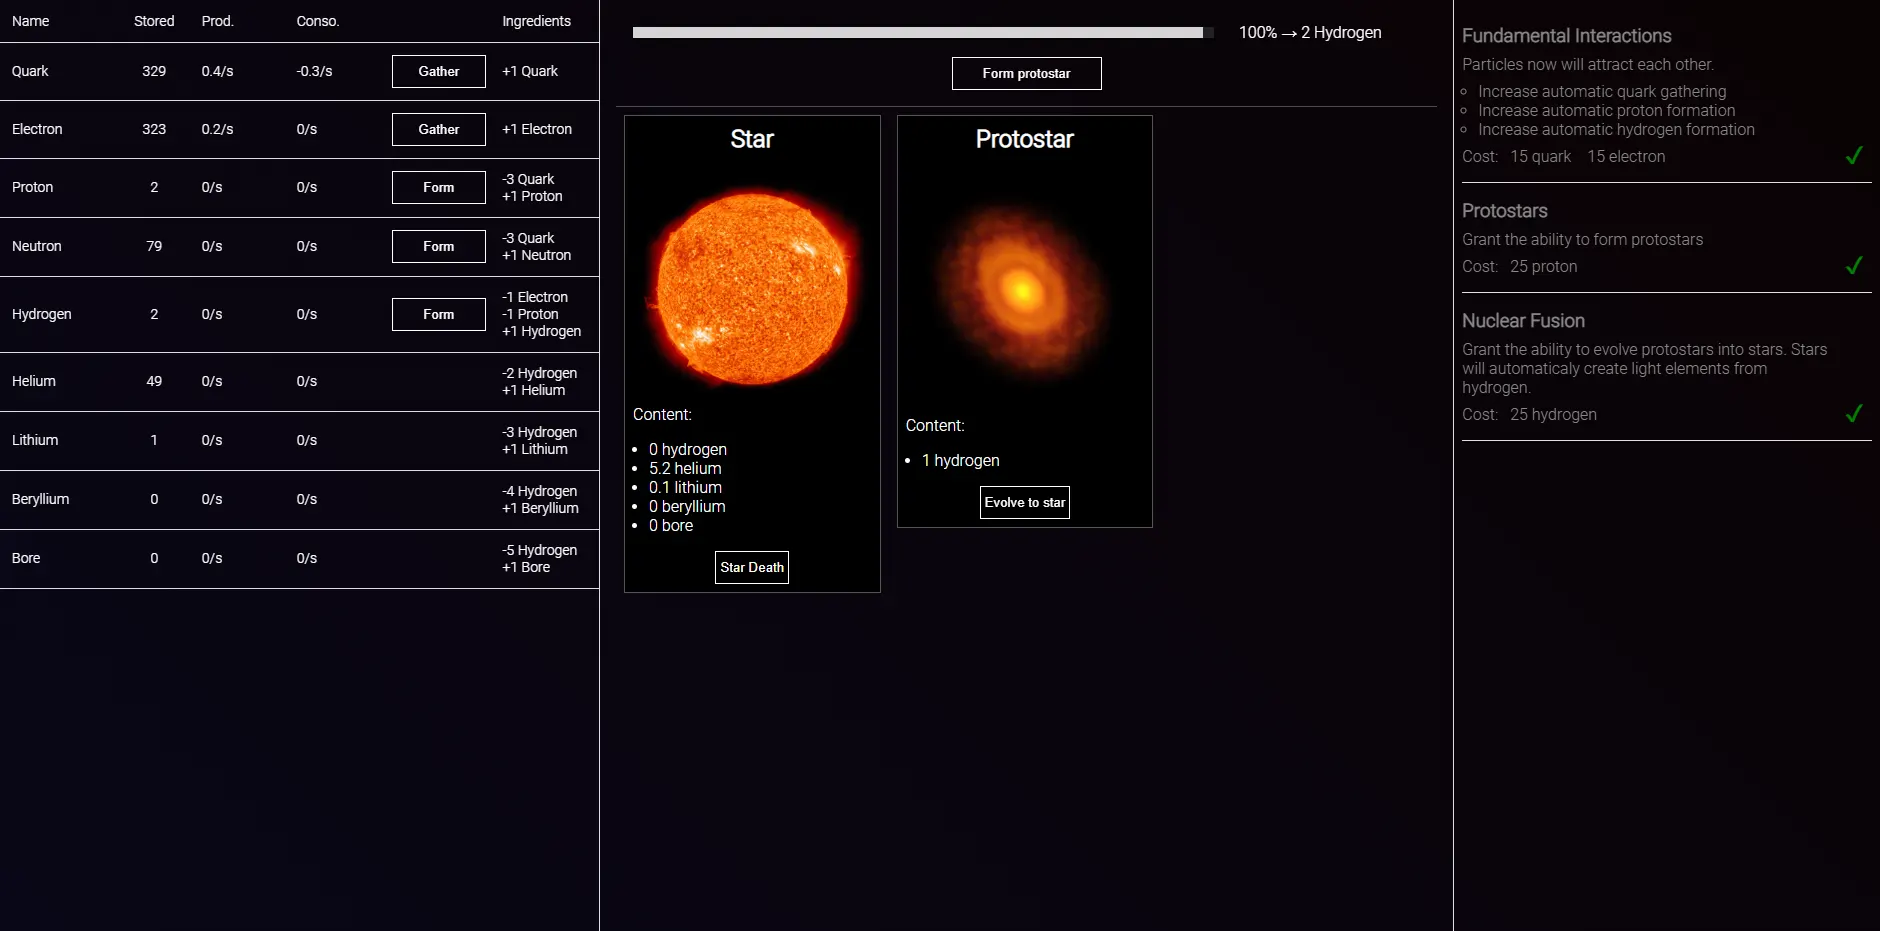 Name Stored Prod. Conso. Ingredients
Quark 329 0.4/s -0.3/s Gather +1 Quark
Electron 323 0.2/s 0/s Gather +1 Electron
Proton 2 0/s 0/s Form -3 Quark
+1 Proton
Neutron 79 0/s 0/s Form -3 Quark
+1 Neutron
Hydrogen 2 0/s 0/s Form -1 Electron
-1 Proton
+1 Hydrogen
Helium 49 0/s 0/s -2 Hydrogen
+1 Helium
Lithium 1 0/s 0/s -3 Hydrogen
+1 Lithium
Beryllium 0 0/s 0/s -4 Hydrogen
+1 Beryllium
Bore 0 0/s 0/s -5 Hydrogen
+1 Bore
100% → 2 Hydrogen
Form protostar
Star
Content:
0 hydrogen
5.2 helium
0.1 lithium
0 beryllium
0 bore
Star Death
Protostar
Content:
1 hydrogen
Evolve to star
Fundamental Interactions
Particles now will attract each other.
Increase automatic quark gathering
Increase automatic proton formation
Increase automatic hydrogen formation
Cost: 15 quark 15 electron
Protostars
Grant the ability to form protostars
Cost: 25 proton
Nuclear Fusion
Grant the ability to evolve protostars into stars. Stars
will automaticaly create light elements from
hydrogen.
Cost: 25 hydrogen